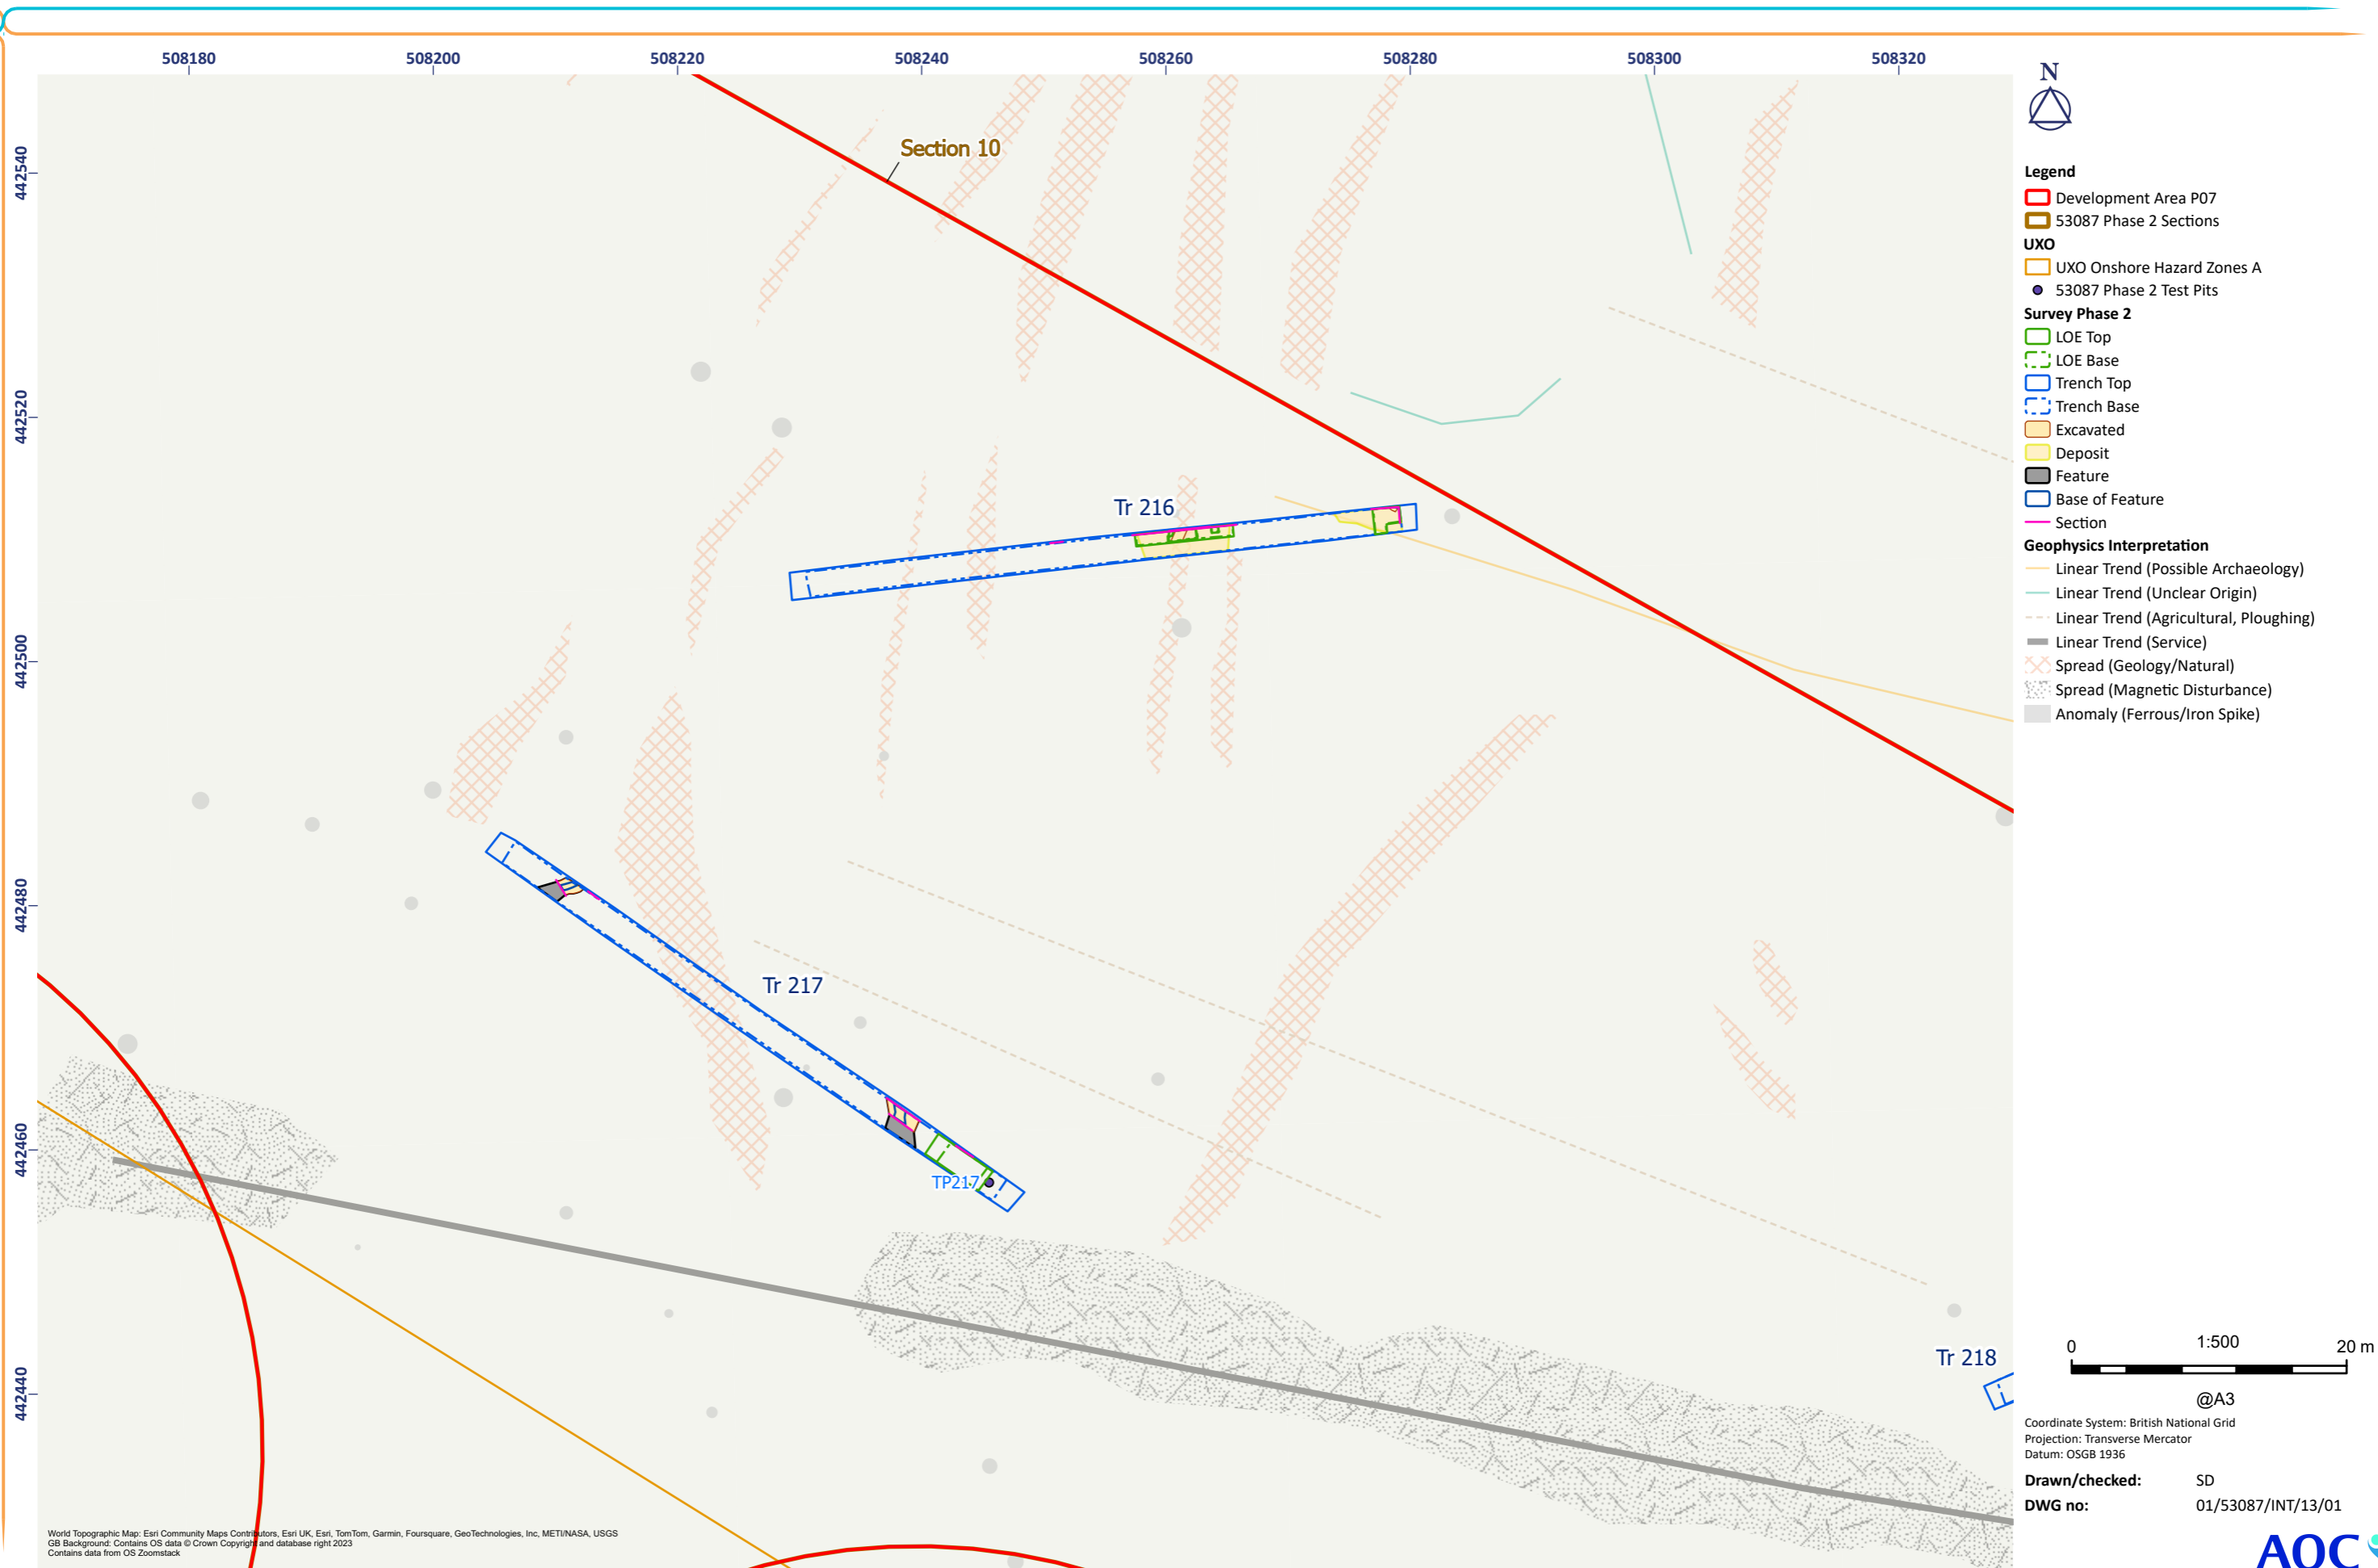 508180 508200 508220 508240 508260 508280 508300 508320
442540
442520
442500
442480
442460
442440
Section 10
Tr 216
Tr 217
TP217
Tr 218
N
Legend
Development Area P07
53087 Phase 2 Sections
UXO
UXO Onshore Hazard Zones A
53087 Phase 2 Test Pits
Survey Phase 2
LOE Top
LOE Base
Trench Top
Trench Base
Excavated
Deposit
Feature
Base of Feature
Section
Geophysics Interpretation
Linear Trend (Possible Archaeology)
Linear Trend (Unclear Origin)
Linear Trend (Agricultural, Ploughing)
Linear Trend (Service)
Spread (Geology/Natural)
Spread (Magnetic Disturbance)
Anomaly (Ferrous/Iron Spike)
0 1:500 20 m
@A3
Coordinate System: British National Grid
Projection: Transverse Mercator
Datum: OSGB 1936
Drawn/checked: SD
DWG no: 01/53087/INT/13/01
AOC
World Topographic Map: Esri Community Maps Contributors, Esri UK, Esri, TomTom, Garmin, Foursquare, GeoTechnologies, Inc, METI/NASA, USGS
GB Background: Contains OS data © Crown Copyright and database right 2023
Contains data from OS Zoomstack